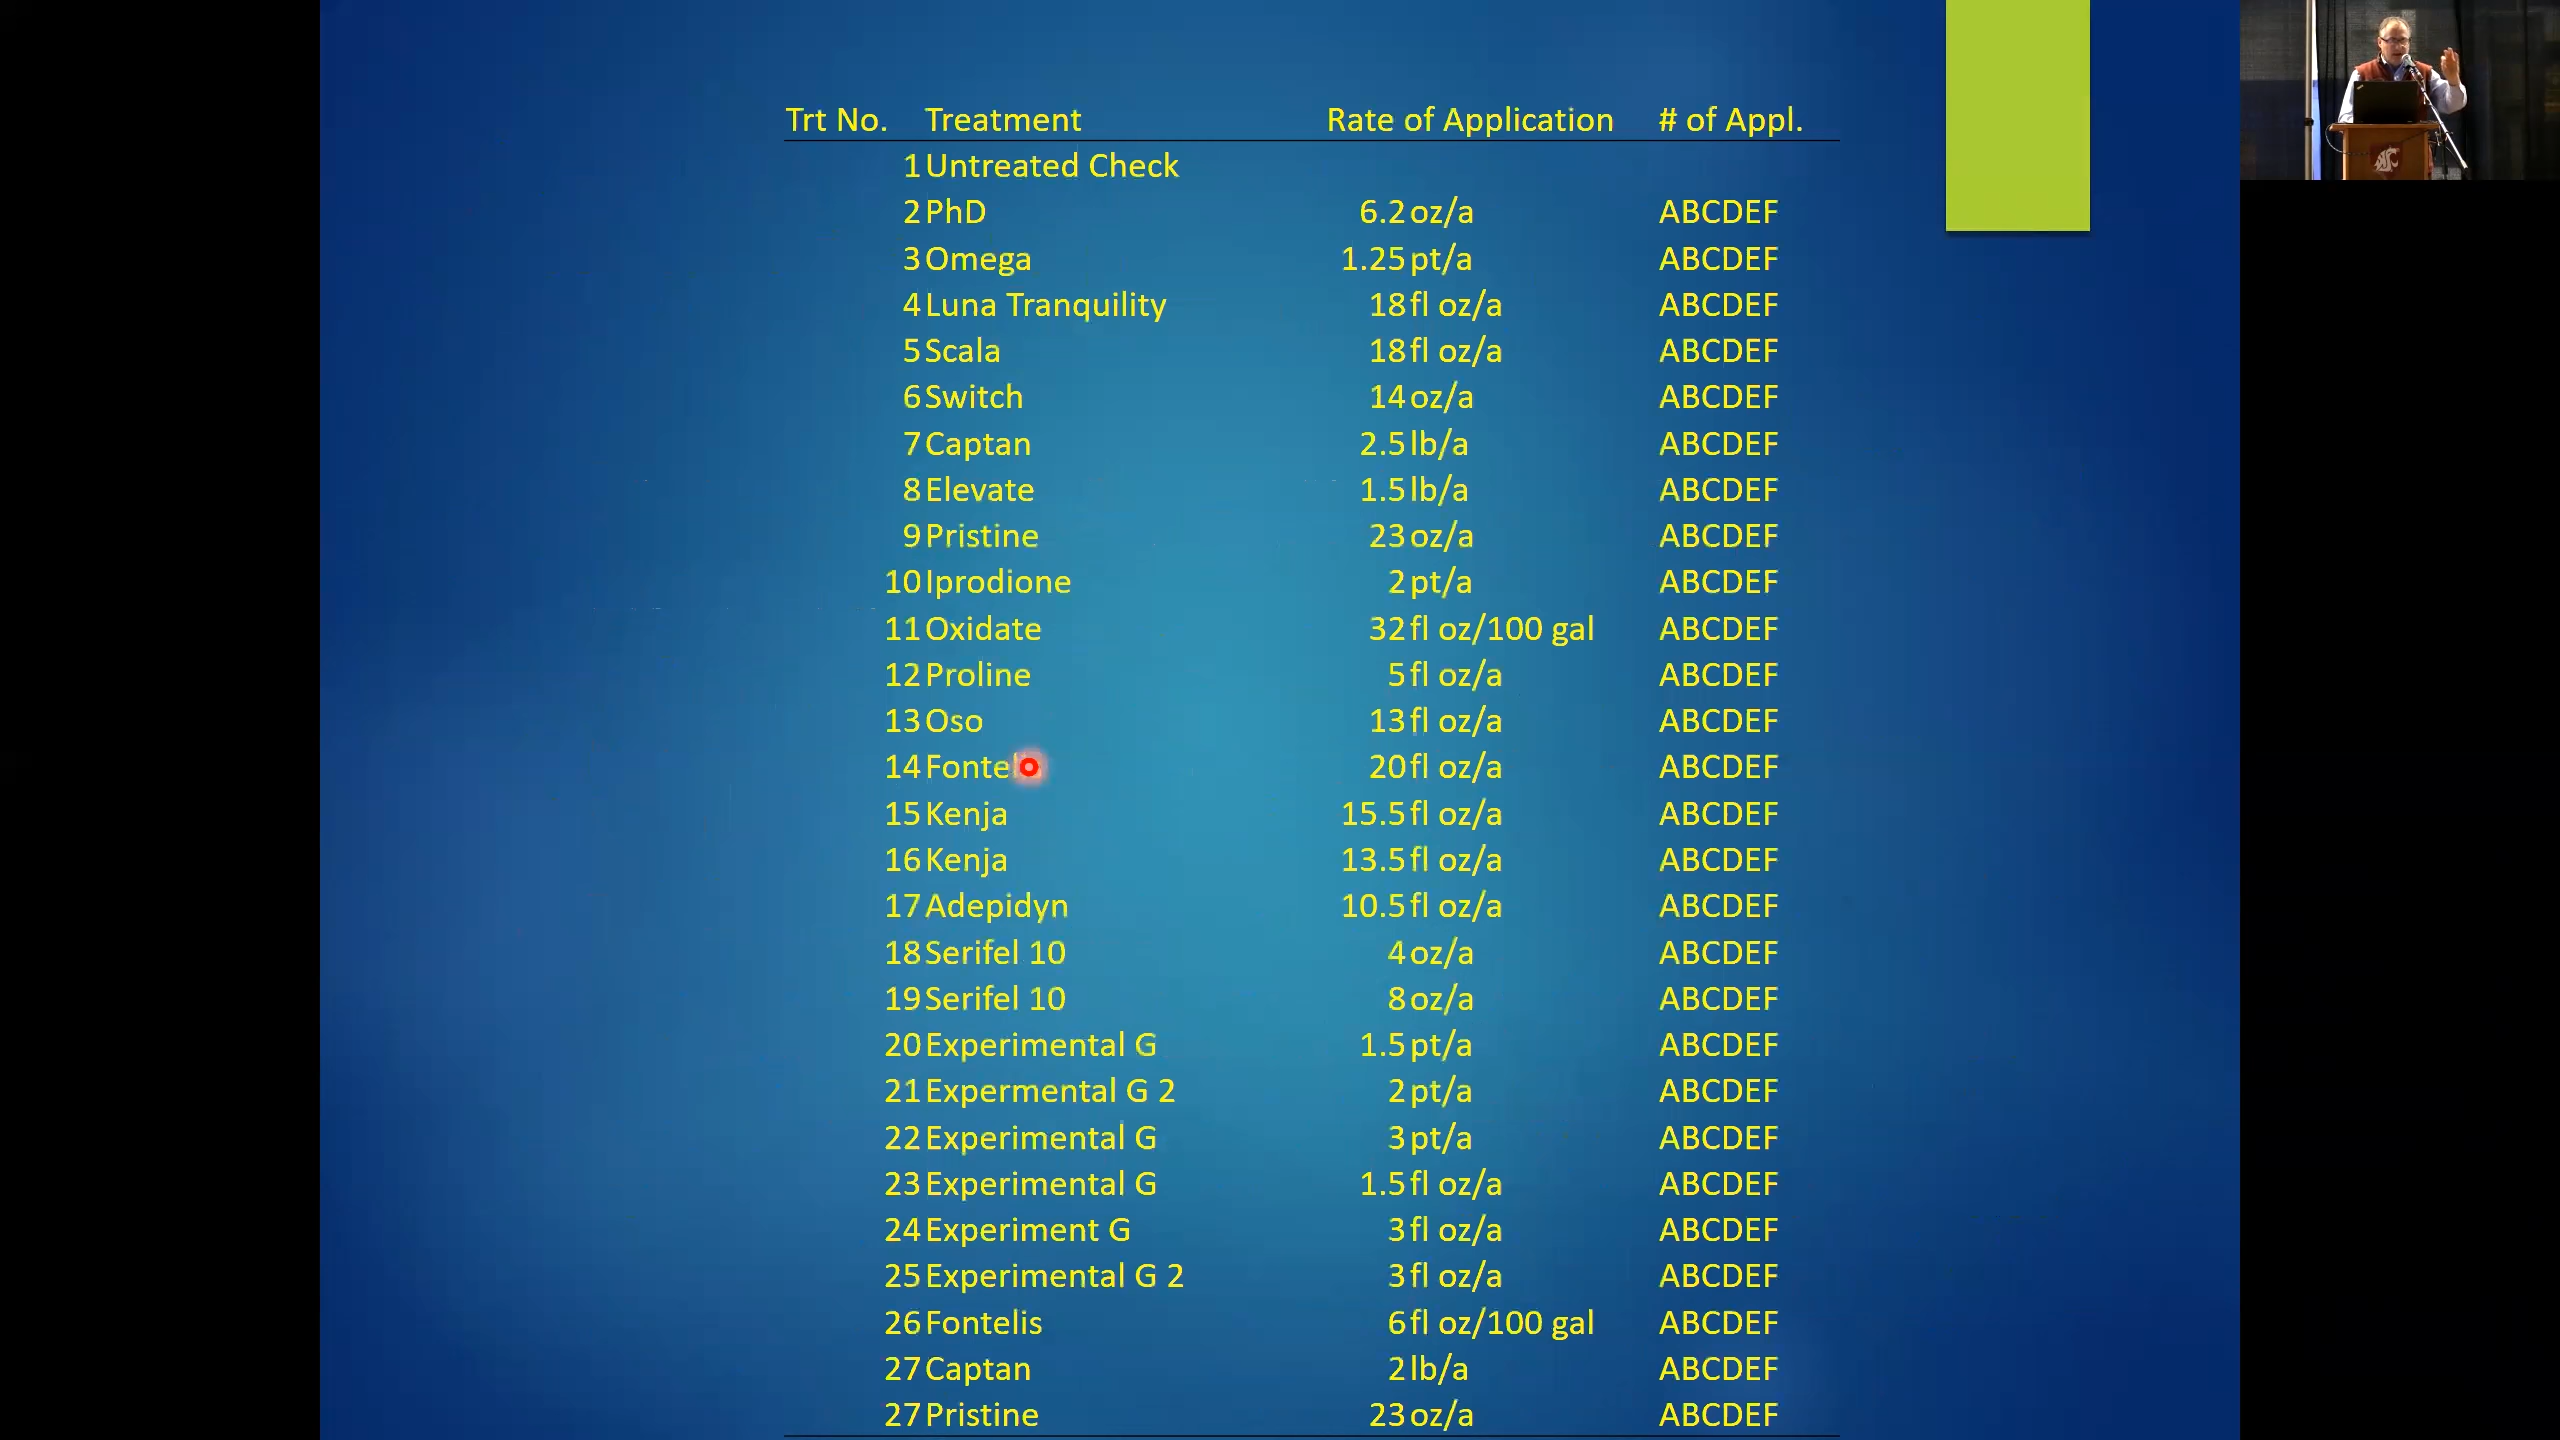 Trt No. Treatment Rate of Application # of Appl.
1 Untreated Check
2 PhD 6.2 oz/a ABCDEF
3 Omega 1.25 pt/a ABCDEF
4 Luna Tranquility 18 fl oz/a ABCDEF
5 Scala 18 fl oz/a ABCDEF
6 Switch 14 oz/a ABCDEF
7 Captan 2.5 lb/a ABCDEF
8 Elevate 1.5 lb/a ABCDEF
9 Pristine 23 oz/a ABCDEF
10 Iprodione 2 pt/a ABCDEF
11 Oxidate 32 fl oz/100 gal ABCDEF
12 Proline 5 fl oz/a ABCDEF
13 Oso 13 fl oz/a ABCDEF
14 20 fl oz/a ABCDEF
15 Kenja 15.5 fl oz/a ABCDEF
16 Kenja 13.5 fl oz/a ABCDEF
17 Adepidyn 10.5 fl oz/a ABCDEF
18 Serifel 10 4 oz/a ABCDEF
19 Serifel 10 8 oz/a ABCDEF
20 Experimental G 1.5 pt/a ABCDEF
21 Expermental G 2 2 pt/a ABCDEF
22 Experimental G 3 pt/a ABCDEF
23 Experimental G 1.5 fl oz/a ABCDEF
24 Experiment G 3 fl oz/a ABCDEF
25 Experimental G 2 3 fl oz/a ABCDEF
26 Fontelis 6 fl oz/100 gal ABCDEF
27 Captan 2 lb/a ABCDEF
27 Pristine 23 oz/a ABCDEF